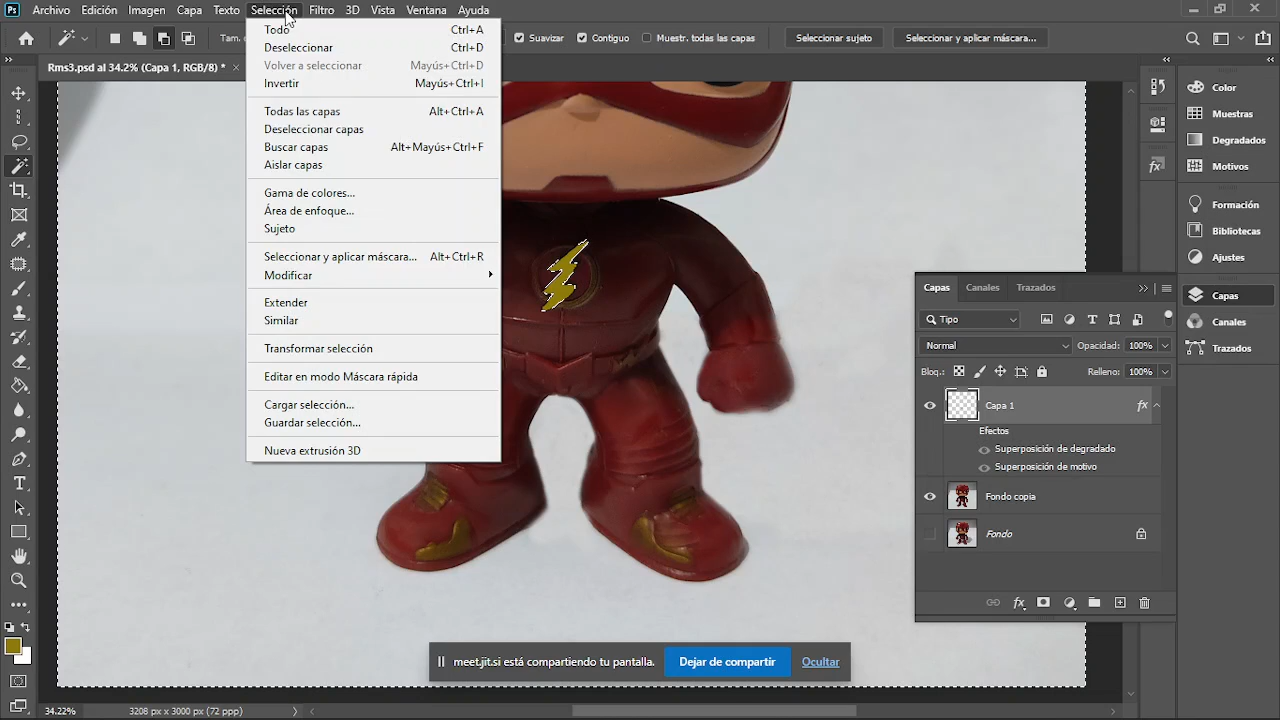 Ps Archivo Edición Imagen Capa Texto Selección Filtro 3D Vista Ventana Ayuda
Tam. Suavizar Contiguo Muestr. todas las capas Seleccionar sujeto Seleccionar y aplicar máscara...
Rms3.psd al 34.2% (Capa 1, RGB/8) *
Todo Ctrl+A
Deseleccionar Ctrl+D
Volver a seleccionar Mayús+Ctrl+D
Invertir Mayús+Ctrl+I
Todas las capas Alt+Ctrl+A
Deseleccionar capas
Buscar capas Alt+Mayús+Ctrl+F
Aislar capas
Gama de colores...
Área de enfoque...
Sujeto
Seleccionar y aplicar máscara... Alt+Ctrl+R
Modificar
Extender
Similar
Transformar selección
Editar en modo Máscara rápida
Cargar selección...
Guardar selección...
Nueva extrusión 3D
Color
Muestras
Degradados
Motivos
Formación
Bibliotecas
Ajustes
Capas
Canales
Trazados
Capas Canales Trazados
Tipo
Normal Opacidad: 100%
Bloq.: Relleno: 100%
Capa 1 fx
Efectos
Superposición de degradado
Superposición de motivo
Fondo copia
Fondo
fx
meet.jit.si está compartiendo tu pantalla. Dejar de compartir Ocultar
34.22% 3208 px x 3000 px (72 ppp)